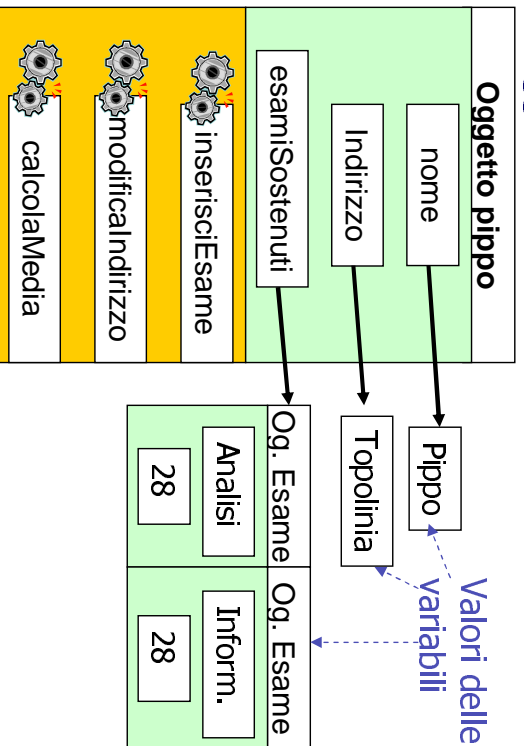 Oggetto pippo
nome
Indirizzo
esamiSostenuti
inserisciEsame
modificaIndirizzo
calcolaMedia
Pippo
Topolinia
Valori delle
variabili
Og. Esame
Analisi
28
Og. Esame
Inform.
28